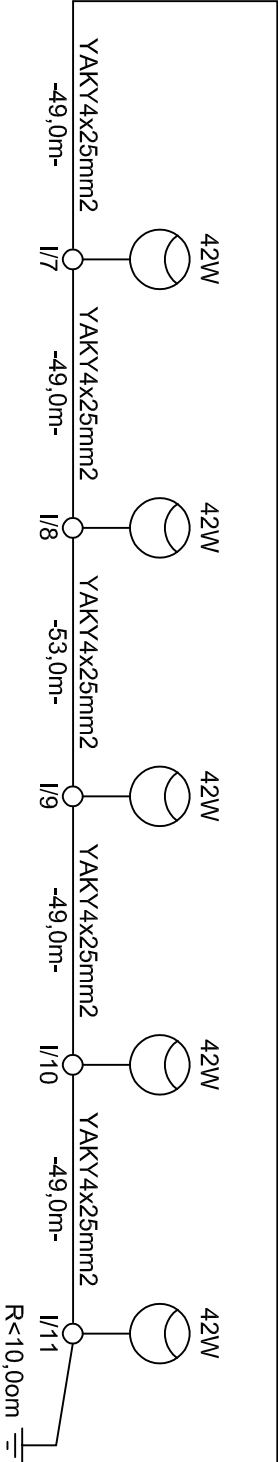 42W
YAKY4x25mm2
-49,0m-
I/7
42W
YAKY4x25mm2
-49,0m-
I/8
42W
YAKY4x25mm2
-53,0m-
I/9
42W
YAKY4x25mm2
-49,0m-
I/10
42W
YAKY4x25mm2
-49,0m-
I/11
R<10,0om